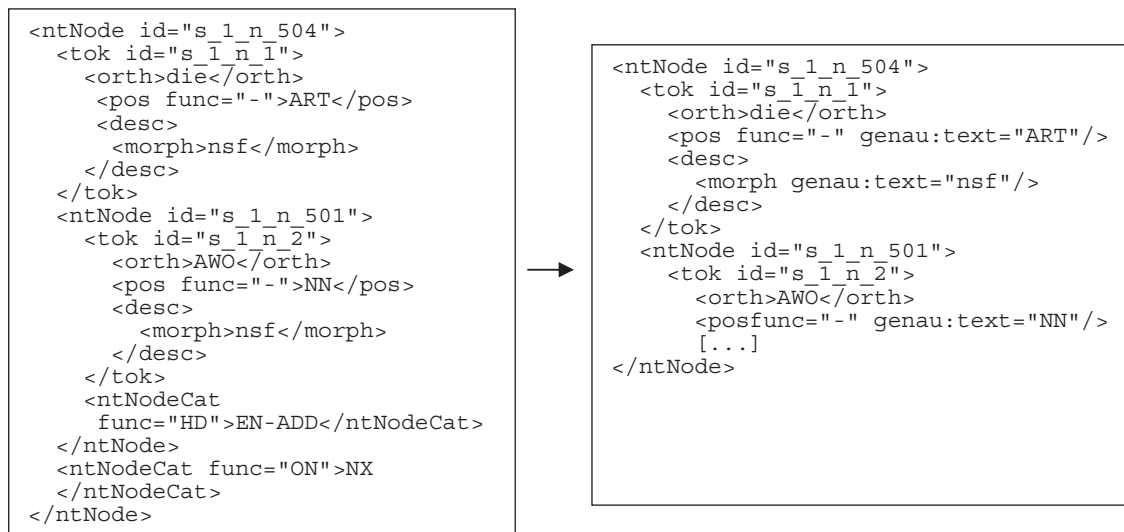 <ntNode id="s_1_n_504">
<tok id="s_1_n_1">
<orth>die</orth>
<pos func="-">ART</pos>
<desc>
<morph>nsf</morph>
</desc>
</tok>
<ntNode id="s_1_n_501">
<tok id="s_1_n_2">
<orth>AWO</orth>
<pos func="-">NN</pos>
<desc>
<morph>nsf</morph>
</desc>
</tok>
<ntNodeCat
func="HD">EN-ADD</ntNodeCat>
</ntNode>
<ntNodeCat func="ON">NX
</ntNodeCat>
</ntNode>
<ntNode id="s_1_n_504">
<tok id="s_1_n_1">
<orth>die</orth>
<pos func="-" genau:text="ART"/>
<desc>
<morph genau:text="nsf"/>
</desc>
</tok>
<ntNode id="s_1_n_501">
<tok id="s_1_n_2">
<orth>AWO</orth>
<posfunc="-" genau:text="NN"/>
[...]
</ntNode>